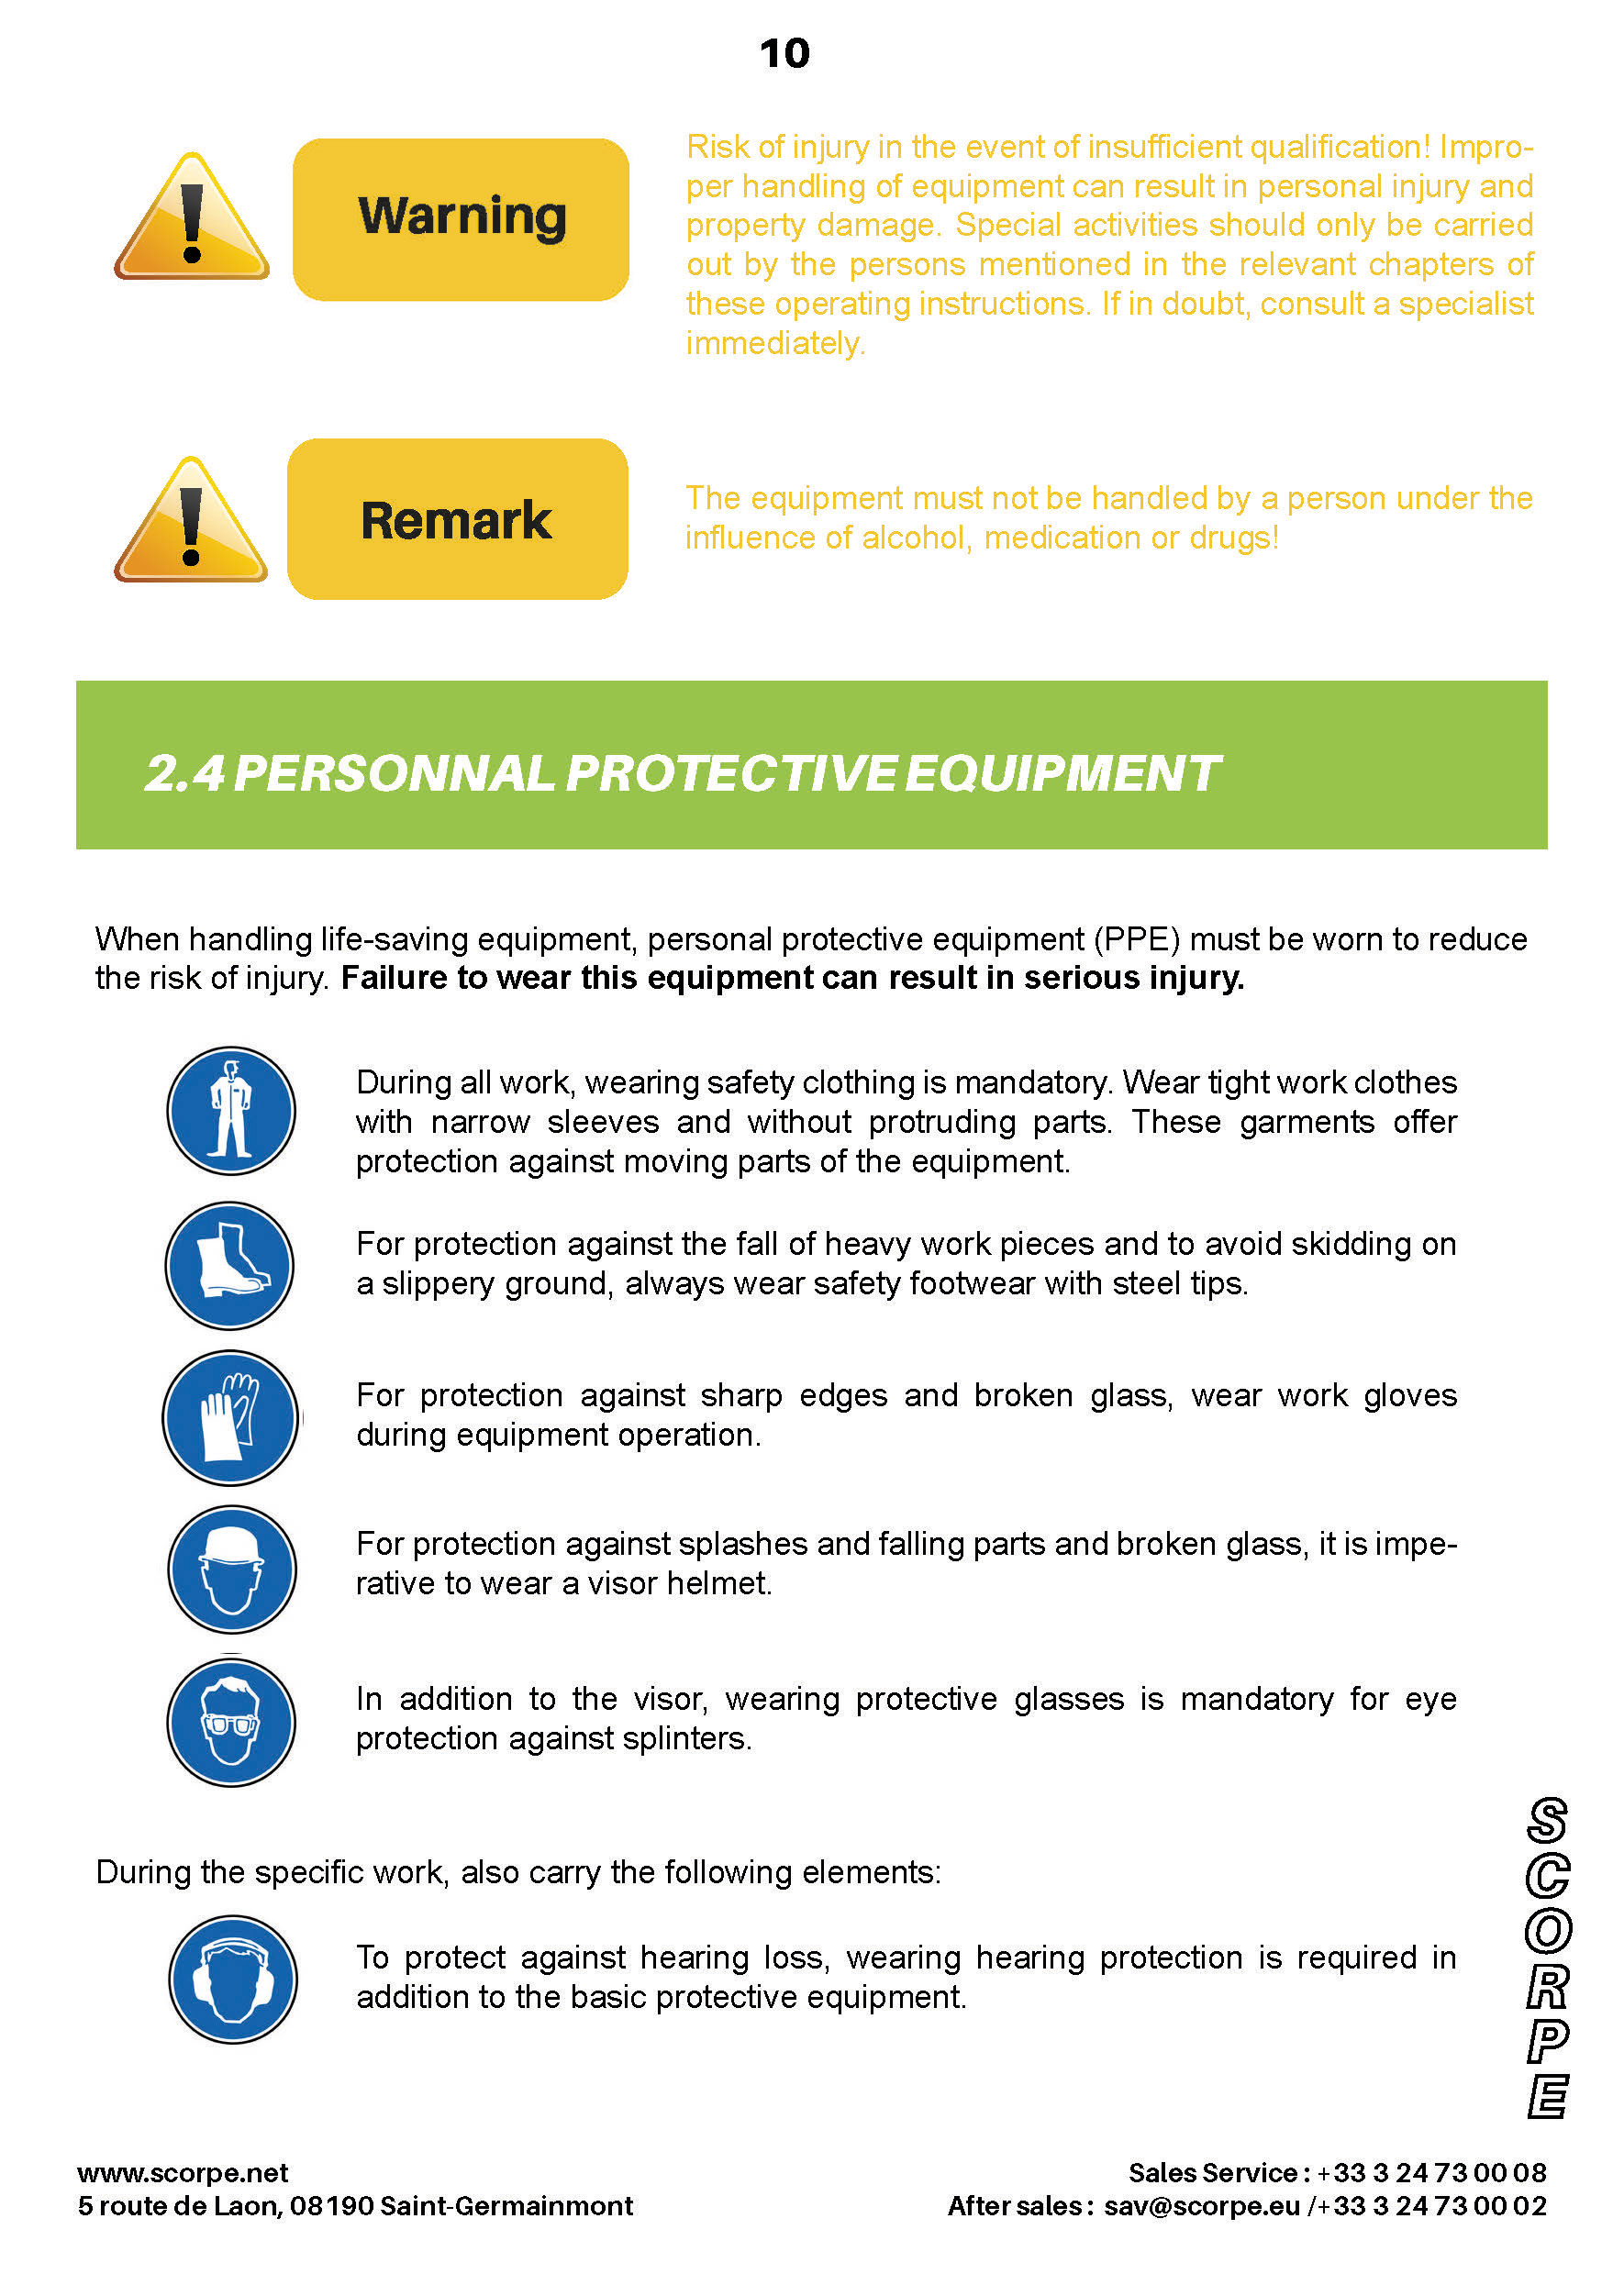 10
Warning
Risk of injury in the event of insufficient qualification! Impro-
per handling of equipment can result in personal injury and
property damage. Special activities should only be carried
out by the persons mentioned in the relevant chapters of
these operating instructions. If in doubt, consult a specialist
immediately.
Remark
The equipment must not be handled by a person under the
influence of alcohol, medication or drugs!
2.4 PERSONNAL PROTECTIVE EQUIPMENT
When handling life-saving equipment, personal protective equipment (PPE) must be worn to reduce
the risk of injury. Failure to wear this equipment can result in serious injury.
During all work, wearing safety clothing is mandatory. Wear tight work clothes
with narrow sleeves and without protruding parts. These garments offer
protection against moving parts of the equipment.
For protection against the fall of heavy work pieces and to avoid skidding on
a slippery ground, always wear safety footwear with steel tips.
For protection against sharp edges and broken glass, wear work gloves
during equipment operation.
For protection against splashes and falling parts and broken glass, it is impe-
rative to wear a visor helmet.
In addition to the visor, wearing protective glasses is mandatory for eye
protection against splinters.
During the specific work, also carry the following elements:
To protect against hearing loss, wearing hearing protection is required in
addition to the basic protective equipment.
SCORPE
www.scorpe.net
5 route de Laon, 08190 Saint-Germainmont
Sales Service : +33 3 24 73 00 08
After sales : sav@scorpe.eu /+33 3 24 73 00 02